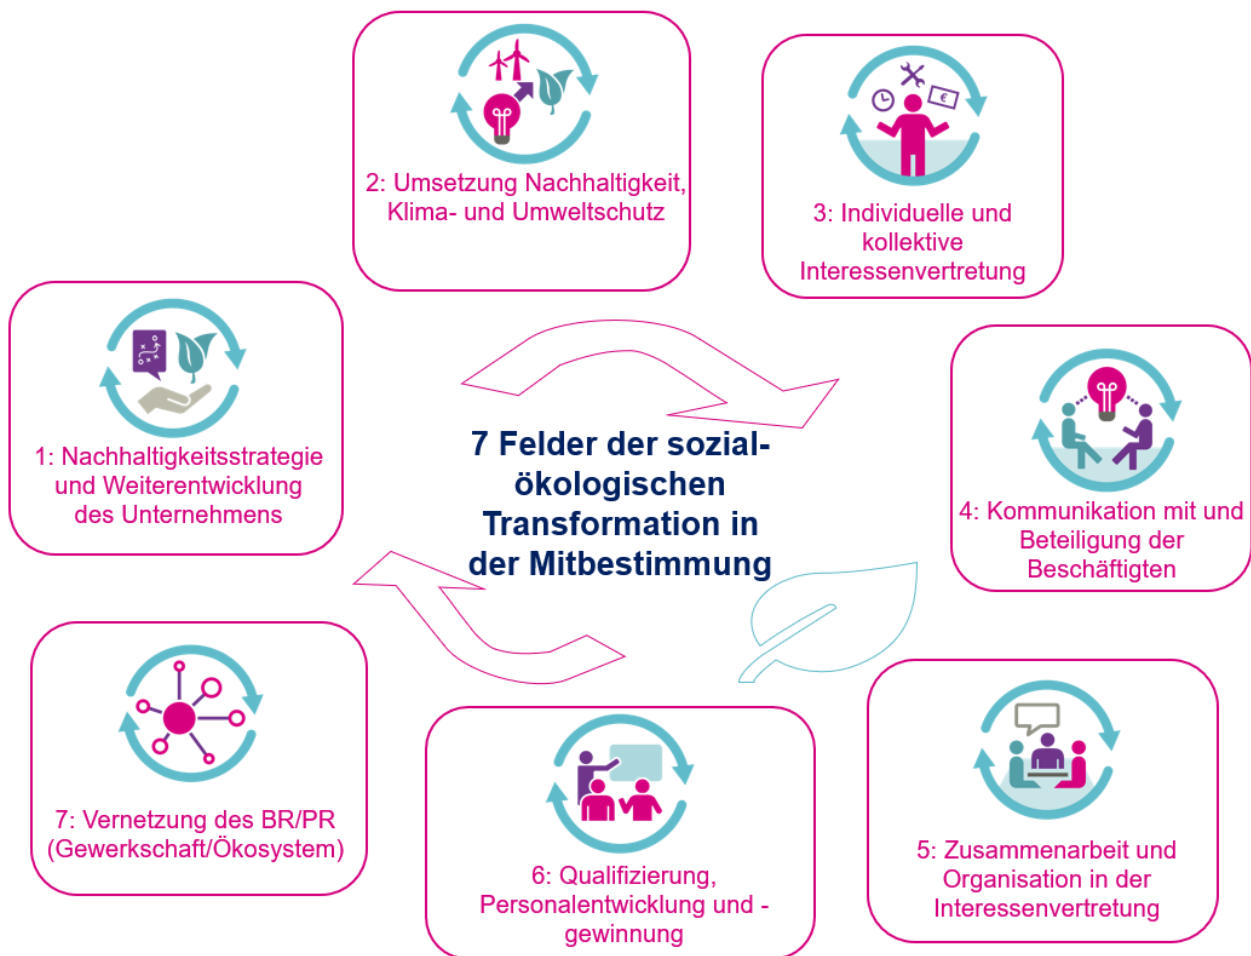 2: Umsetzung Nachhaltigkeit,
Klima- und Umweltschutz
3: Individuelle und
kollektive
Interessenvertretung
1: Nachhaltigkeitsstrategie
und Weiterentwicklung
des Unternehmens
7 Felder der sozial-
ökologischen
Transformation in
der Mitbestimmung
4: Kommunikation mit und
Beteiligung der
Beschäftigten
7: Vernetzung des BR/PR
(Gewerkschaft/Ökosystem)
6: Qualifizierung,
Personalentwicklung und -
gewinnung
5: Zusammenarbeit und
Organisation in der
Interessenvertretung
€